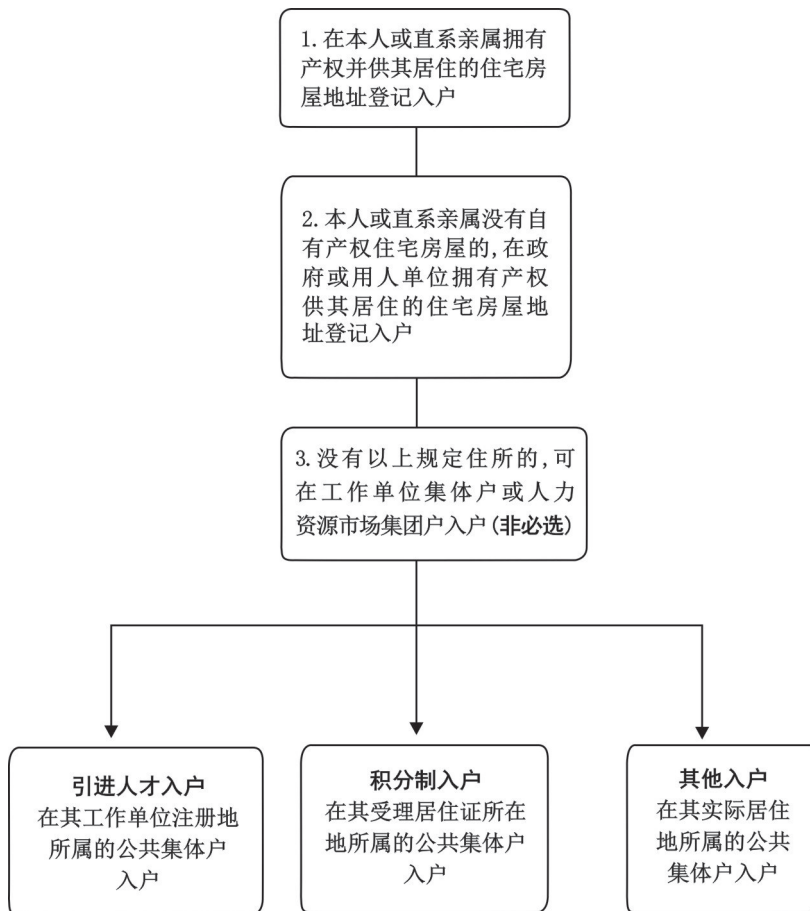 1.在本人或直系亲属拥有
产权并供其居住的住宅房
屋地址登记入户
2.本人或直系亲属没有自
有产权住宅房屋的,在政
府或用人单位拥有产权
供其居住的住宅房屋地
址登记入户
3.没有以上规定住所的,可
在工作单位集体户或人力
资源市场集团户入户(非必选)
引进人才入户
在其工作单位注册地
所属的公共集体户
入户
积分制入户
在其受理居住证所在
地所属的公共集体户
入户
其他入户
在其实际居住
地所属的公共
集体户入户